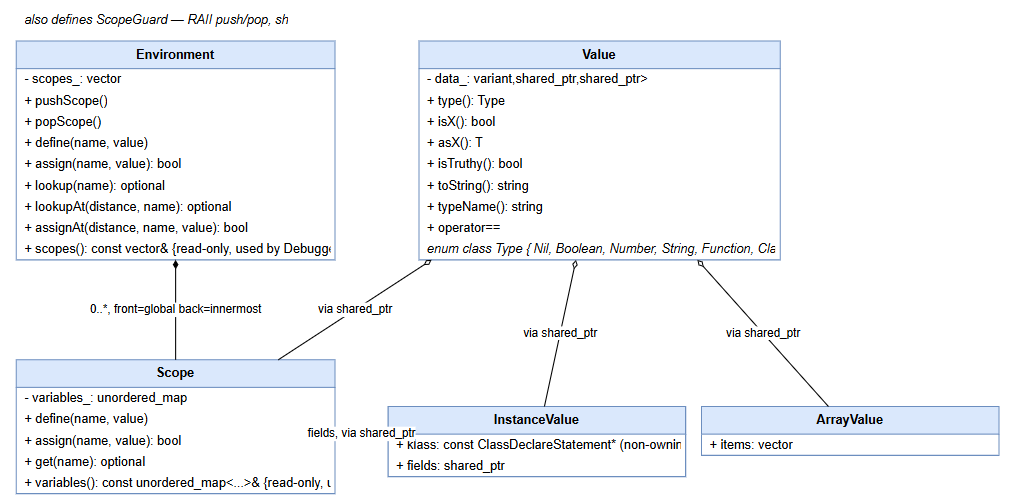 also defines ScopeGuard — RAII push/pop, sh
Environment
- scopes_: vector
+ pushScope()
+ popScope()
+ define(name, value)
+ assign(name, value): bool
+ lookup(name): optional
+ lookupAt(distance, name): optional
+ assignAt(distance, name, value): bool
+ scopes(): const vector& {read-only, used by Debugge
Value
- data_: variant,shared_ptr,shared_ptr>
+ type(): Type
+ isX(): bool
+ asX(): T
+ isTruthy(): bool
+ toString(): string
+ typeName(): string
+ operator==
enum class Type { Nil, Boolean, Number, String, Function, Cla
0..*, front=global back=innermost
via shared_ptr
via shared_ptr
via shared_ptr
Scope
- variables_: unordered_map
+ define(name, value)
+ assign(name, value): bool
+ get(name): optional
+ variables(): const unordered_map<...>& {read-only, u
fields, via shared_ptr
InstanceValue
+ klass: const ClassDeclareStatement* (non-ownin
+ fields: shared_ptr
ArrayValue
+ items: vector